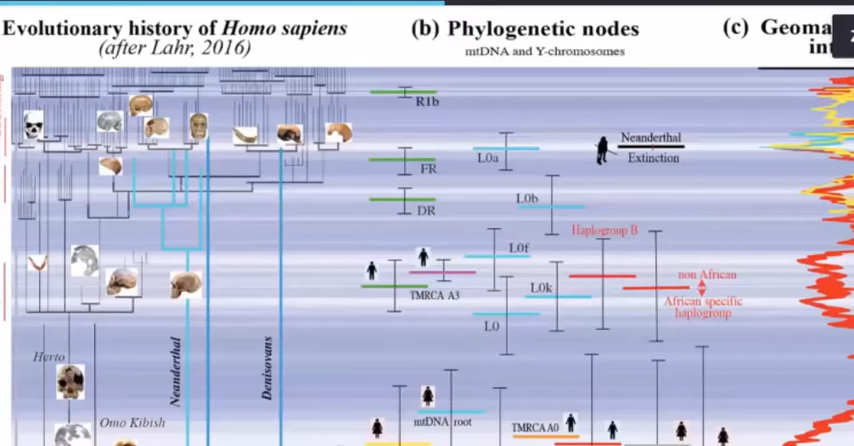 Evolutionary history of Homo sapiens
(after Lahr, 2016)
(b) Phylogenetic nodes
mtDNA and Y-chromosomes
(c) Geoma
in
R1b
L0a
Neanderthal
Extinction
FR
L0b
DR
Haplogroup B
L0f
non African
TMRCA A3
L0k
African specific
haplogroup
L0
Herto
Neanderthal
Denisovans
Omo Kibish
mtDNA root
TMRCA A0